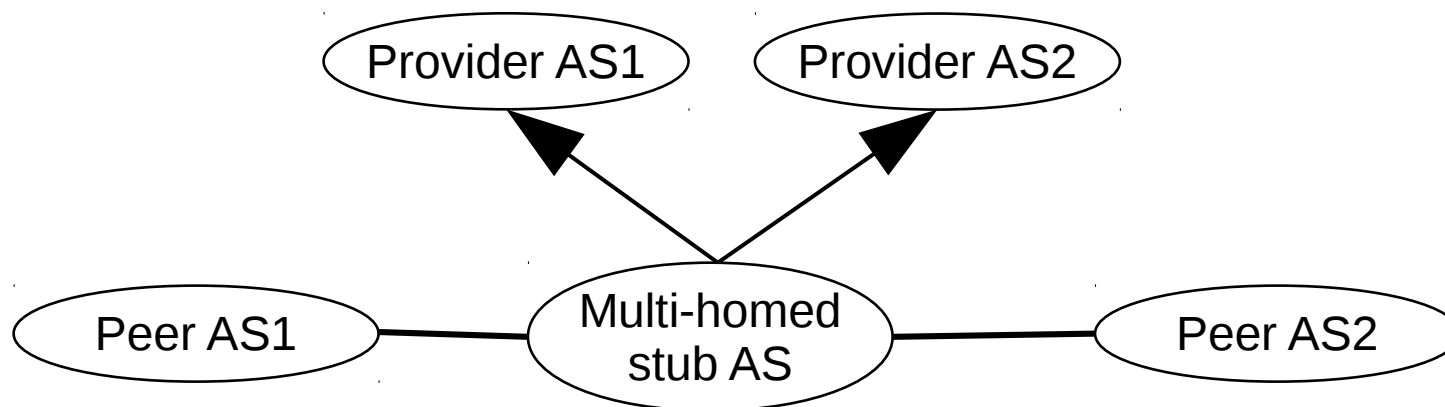 Provider AS1
Provider AS2
Peer AS1
Multi-homed
stub AS
Peer AS2